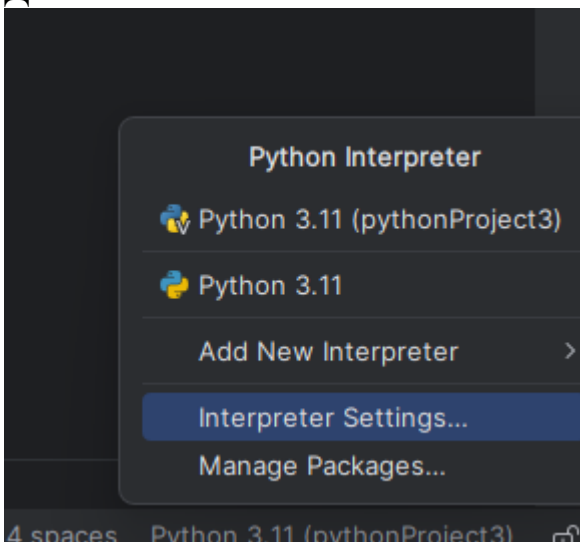 Python Interpreter
Python 3.11 (pythonProject3)
Python 3.11
Add New Interpreter
Interpreter Settings...
Manage Packages...
4 spaces Python 3.11 (pythonProject3)